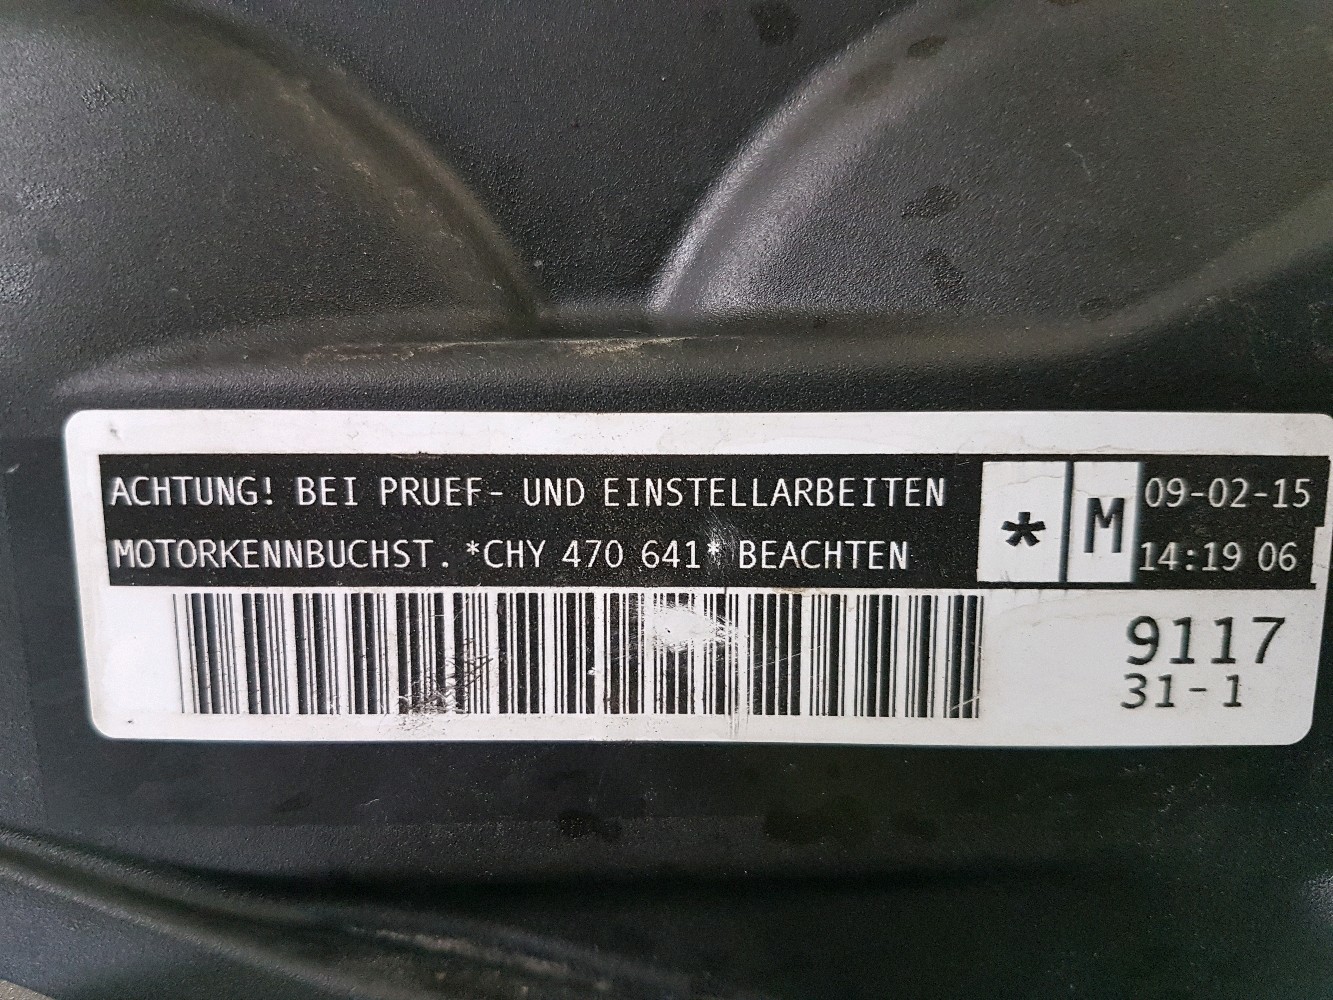 ACHTUNG! BEI PRUEF- UND EINSTELLARBEITEN
MOTORKENNBUCHST. *CHY 470 641* BEACHTEN
* M
09-02-15
14:19 06
9117
31-1